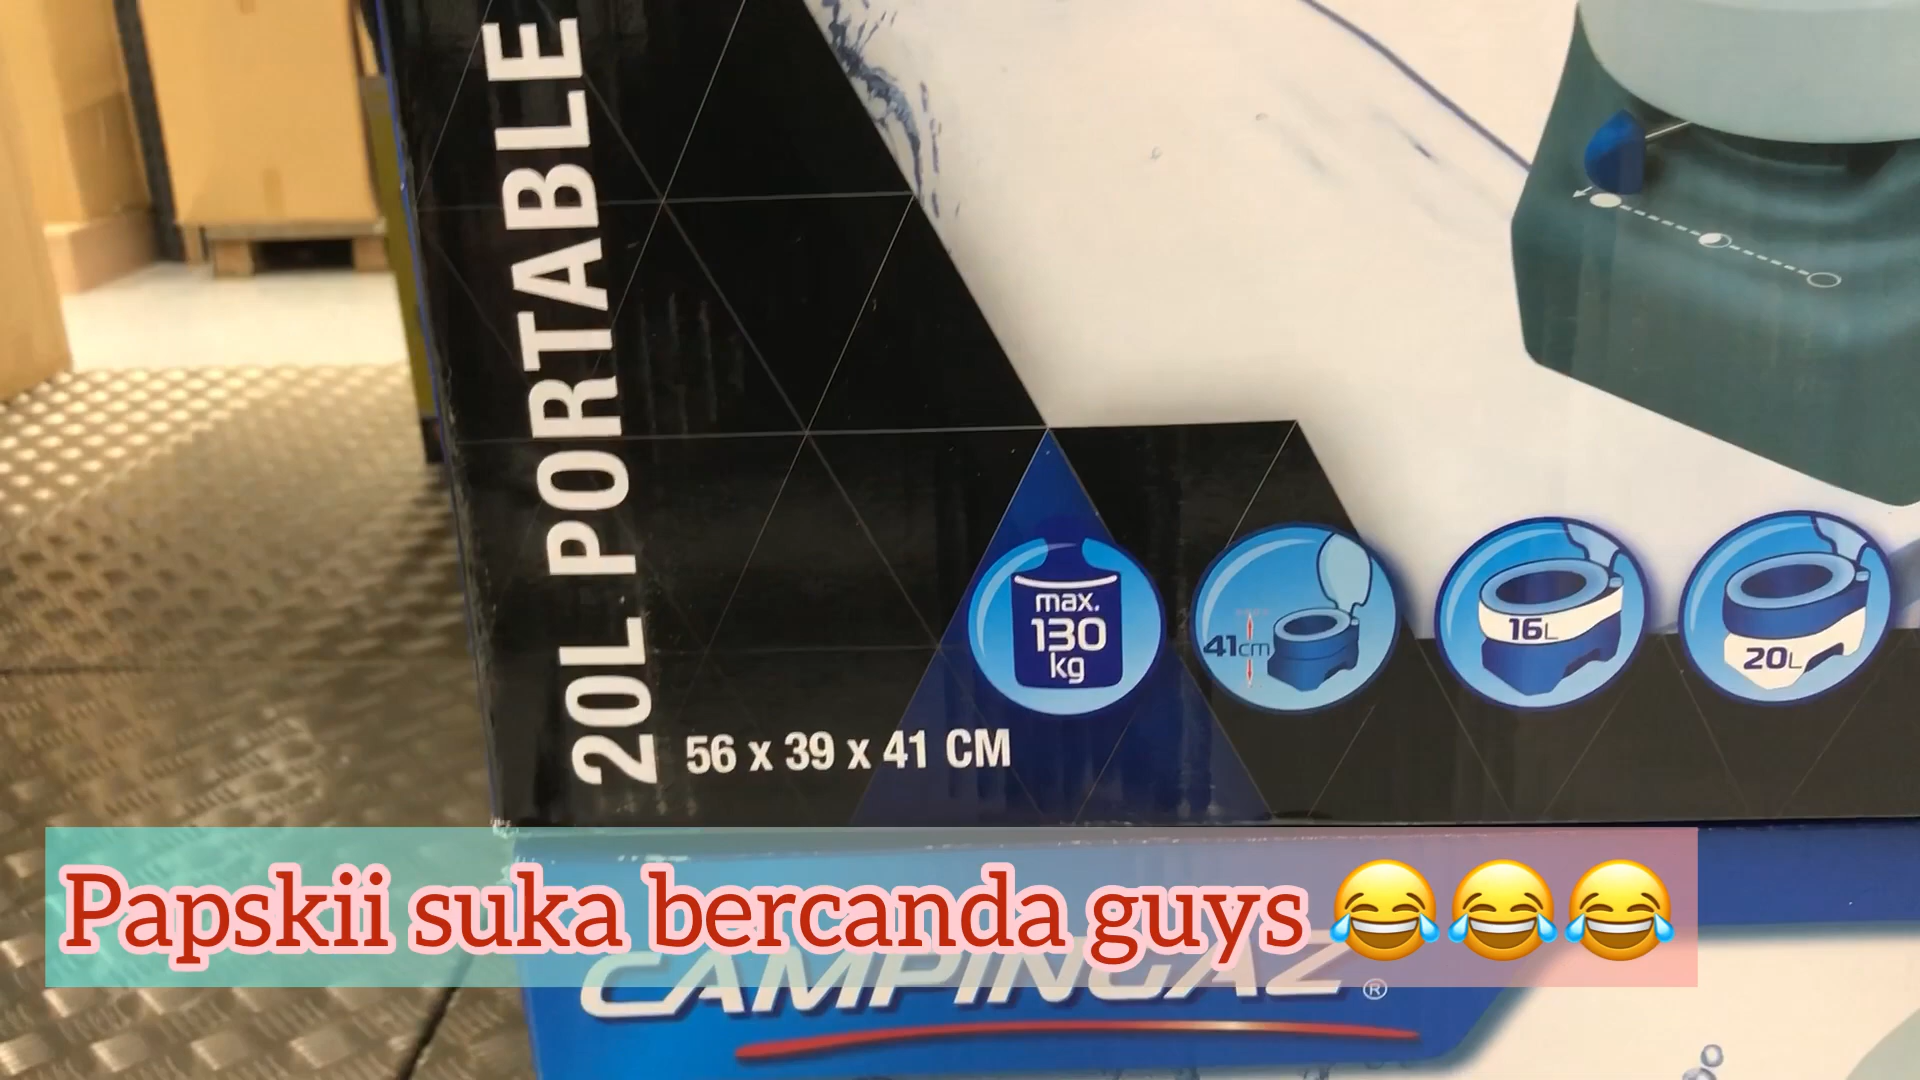 20L PORTABLE
max.
130
kg
41cm
16L
20L
56 x 39 x 41 CM
Papskii suka bercanda guys 😂😂😂
CAMPINGAZ ®